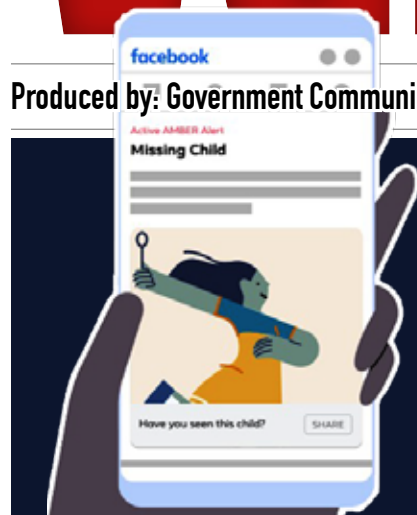 facebook
Produced by: Government Communi
Active AMBER Alert
Missing Child
Have you seen this child?
SHARE